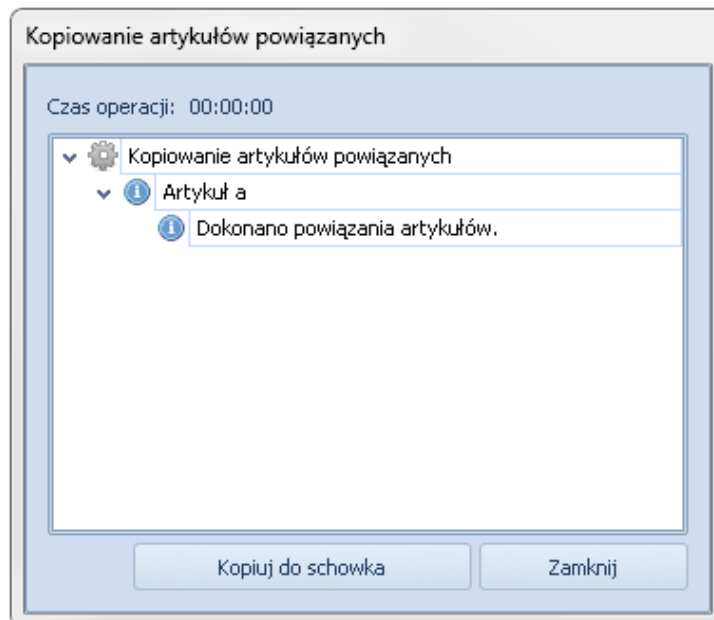 Kopiowanie artykułów powiązanych
Czas operacji: 00:00:00
Kopiowanie artykułów powiązanych
Artykuł a
Dokonano powiązania artykułów.
Kopiuj do schowka
Zamknij